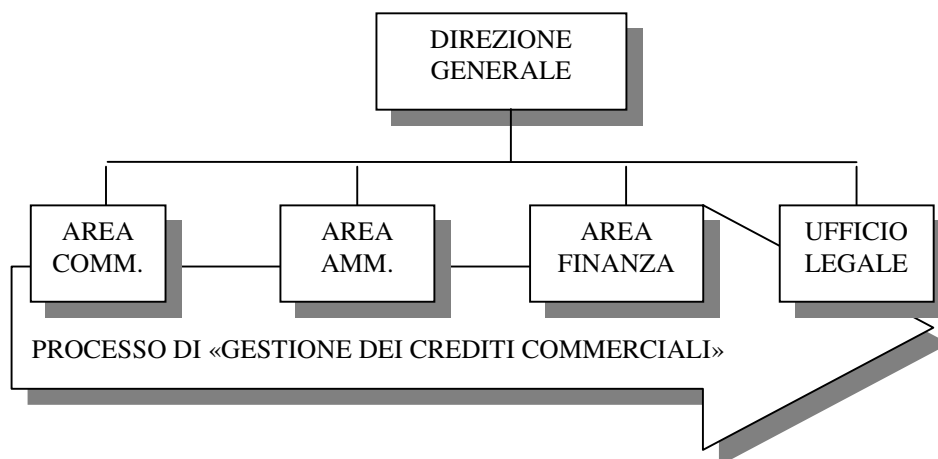 DIREZIONE
GENERALE
AREA
COMM.
AREA
AMM.
AREA
FINANZA
UFFICIO
LEGALE
PROCESSO DI «GESTIONE DEI CREDITI COMMERCIALI»